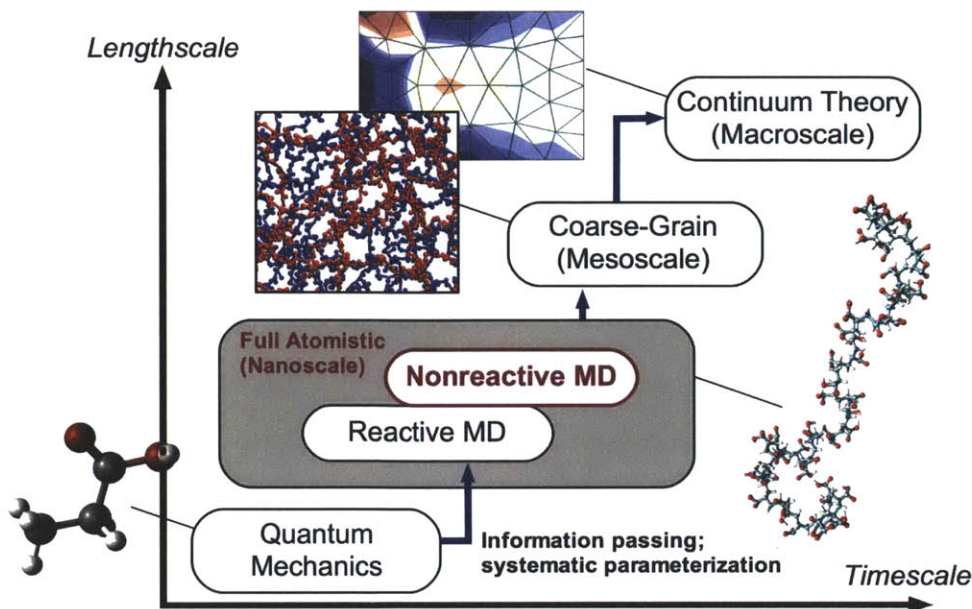 Lengthscale
Continuum Theory
(Macroscale)
Coarse-Grain
(Mesoscale)
Full Atomistic
(Nanoscale)
Nonreactive MD
Reactive MD
Quantum
Mechanics
Information passing;
systematic parameterization
Timescale